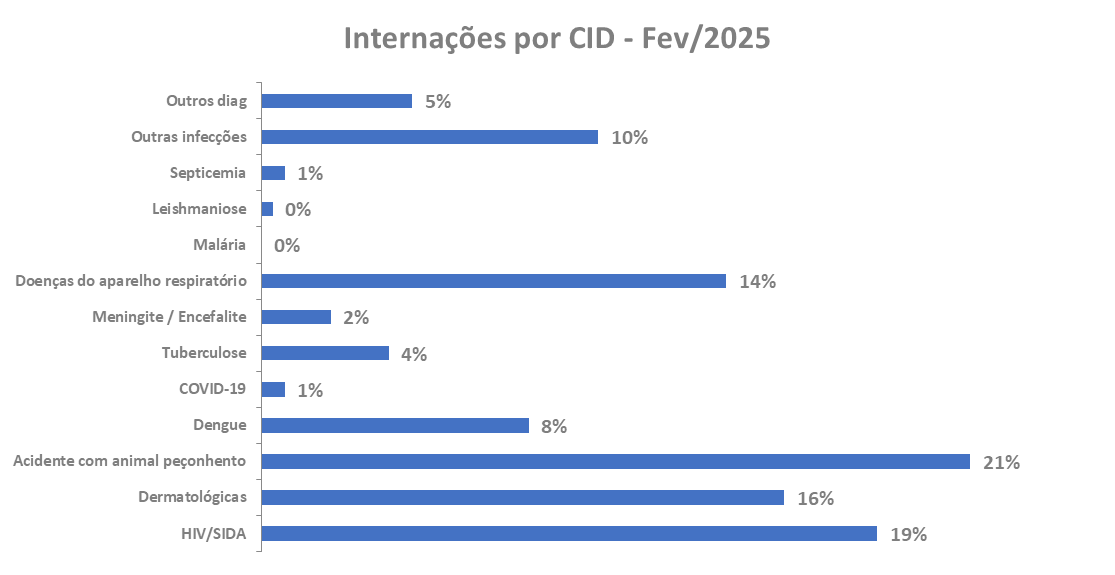 Internações por CID - Fev/2025
Outros diag 5%
Outras infecções 10%
Septicemia 1%
Leishmaniose 0%
Malária 0%
Doenças do aparelho respiratório 14%
Meningite / Encefalite 2%
Tuberculose 4%
COVID-19 1%
Dengue 8%
Acidente com animal peçonhento 21%
Dermatológicas 16%
HIV/SIDA 19%